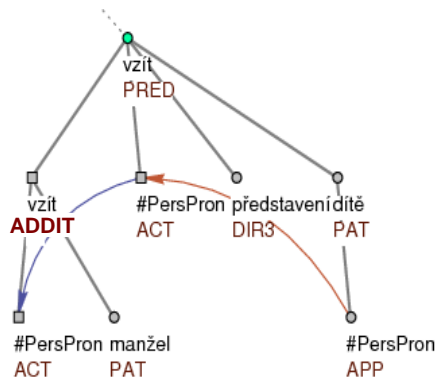 vzít
PRED
vzít
ADDIT
#PersPron
ACT
představení
DIR3
dítě
PAT
#PersPron
ACT
manžel
PAT
#PersPron
APP